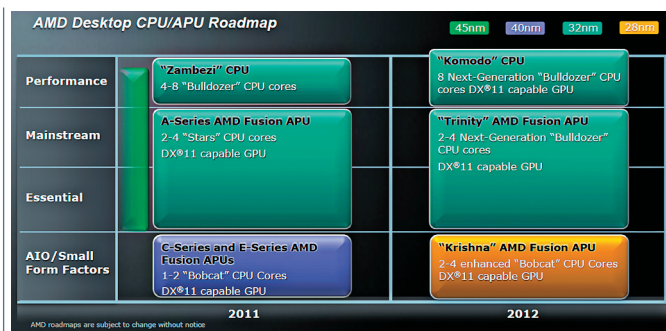 AMD Desktop CPU/APU Roadmap
45nm
40nm
32nm
28nm
Performance
"Zambezi" CPU
4-8 "Bulldozer" CPU cores
"Komodo" CPU
8 Next-Generation "Bulldozer" CPU
cores DX®11 capable GPU
Mainstream
A-Series AMD Fusion APU
2-4 "Stars" CPU cores
DX®11 capable GPU
"Trinity" AMD Fusion APU
2-4 Next-Generation "Bulldozer"
CPU cores
DX®11 capable GPU
Essential
AIO/Small
Form Factors
C-Series and E-Series AMD
Fusion APUs
1-2 "Bobcat" CPU Cores
DX®11 capable GPU
"Krishna" AMD Fusion APU
2-4 enhanced "Bobcat" CPU Cores
DX®11 capable GPU
2011
2012
AMD roadmaps are subject to change without notice